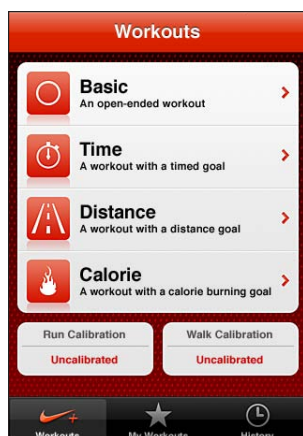 Workouts
Basic
An open-ended workout
Time
A workout with a timed goal
Distance
A workout with a distance goal
Calorie
A workout with a calorie burning goal
Run Calibration
Walk Calibration
Uncalibrated
Uncalibrated
Workouts
My Workouts
History